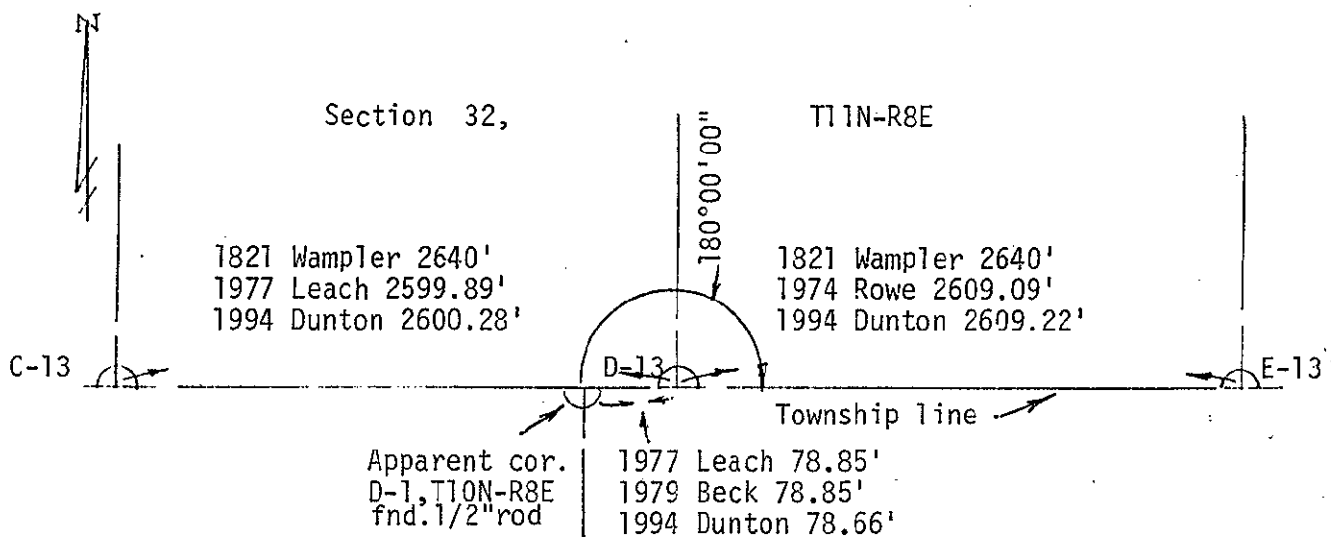 N
Section 32,
T11N-R8E
180°00'00"
1821 Wampler 2640'
1977 Leach 2599.89'
1994 Dunton 2600.28'
1821 Wampler 2640'
1974 Rowe 2609.09'
1994 Dunton 2609.22'
C-13
D-13
E-13
Township line
Apparent cor.
D-1,T10N-R8E
fnd.1/2"rod
1977 Leach 78.85'
1979 Beck 78.85'
1994 Dunton 78.66'